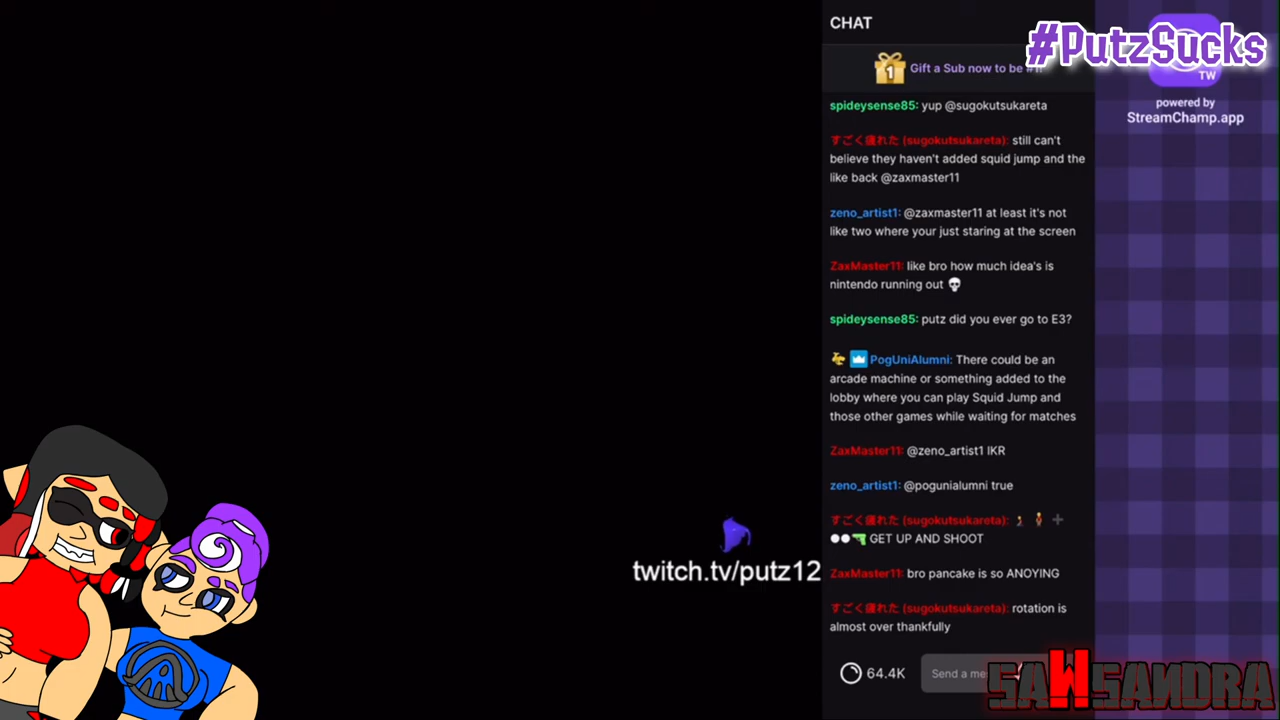 CHAT
#PutzSucks
Gift a Sub now to be #1!
TW
powered by
StreamChamp.app
spideysense85: yup @sugokutsukareta
すごく疲れた (sugokutsukareta): still can't
believe they haven't added squid jump and the
like back @zaxmaster11
zeno_artist1: @zaxmaster11 at least it's not
like two where your just staring at the screen
ZaxMaster11: like bro how much idea's is
nintendo running out 💀
spideysense85: putz did you ever go to E3?
PogUniAlumni: There could be an
arcade machine or something added to the
lobby where you can play Squid Jump and
those other games while waiting for matches
ZaxMaster11: @zeno_artist1 IKR
zeno_artist1: @pogunialumni true
すごく疲れた (sugokutsukareta):
GET UP AND SHOOT
ZaxMaster11: bro pancake is so ANOYING
すごく疲れた (sugokutsukareta): rotation is
almost over thankfully
twitch.tv/putz12
64.4K
Send a me
SAWSANDRA